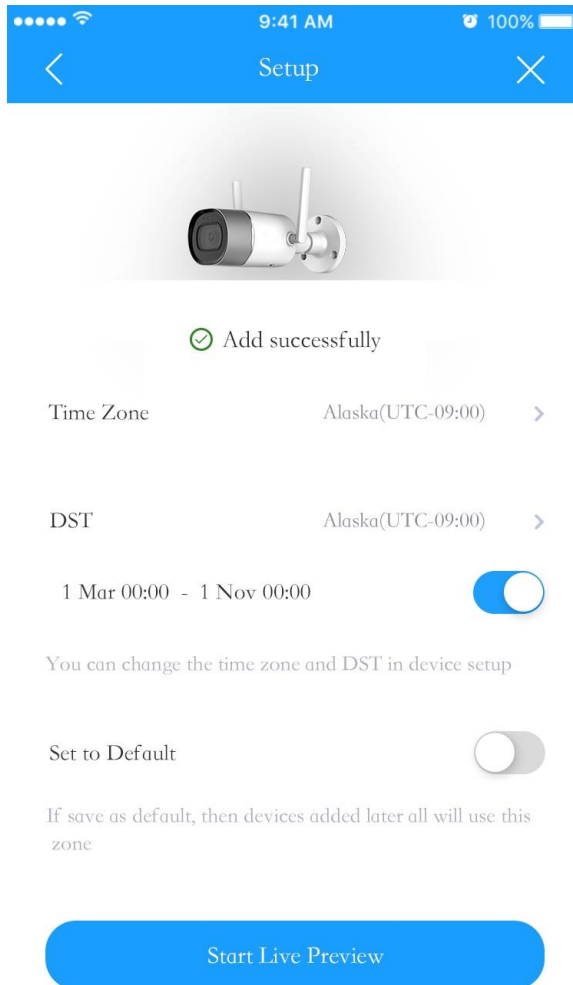 9:41 AM 100%
Setup
Add successfully
Time Zone Alaska(UTC-09:00)
DST Alaska(UTC-09:00)
1 Mar 00:00 - 1 Nov 00:00
You can change the time zone and DST in device setup
Set to Default
If save as default, then devices added later all will use this
zone
Start Live Preview